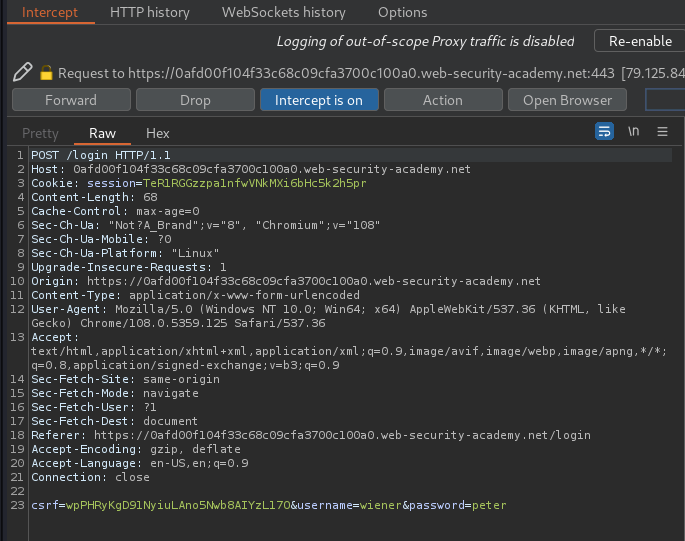 Intercept HTTP history WebSockets history Options
Logging of out-of-scope Proxy traffic is disabled Re-enable
Request to https://0afd00f104f33c68c09cfa3700c100a0.web-security-academy.net:443 [79.125.84
Forward Drop Intercept is on Action Open Browser
Pretty Raw Hex \n
1 POST /login HTTP/1.1
2 Host: 0afd00f104f33c68c09cfa3700c100a0.web-security-academy.net
3 Cookie: session=TeR1RGGzzpa1nfwVNkMXi6bHc5k2h5pr
4 Content-Length: 68
5 Cache-Control: max-age=0
6 Sec-Ch-Ua: "Not?A_Brand";v="8", "Chromium";v="108"
7 Sec-Ch-Ua-Mobile: ?0
8 Sec-Ch-Ua-Platform: "Linux"
9 Upgrade-Insecure-Requests: 1
10 Origin: https://0afd00f104f33c68c09cfa3700c100a0.web-security-academy.net
11 Content-Type: application/x-www-form-urlencoded
12 User-Agent: Mozilla/5.0 (Windows NT 10.0; Win64; x64) AppleWebKit/537.36 (KHTML, like
Gecko) Chrome/108.0.5359.125 Safari/537.36
13 Accept:
text/html,application/xhtml+xml,application/xml;q=0.9,image/avif,image/webp,image/apng,*/*;
q=0.8,application/signed-exchange;v=b3;q=0.9
14 Sec-Fetch-Site: same-origin
15 Sec-Fetch-Mode: navigate
16 Sec-Fetch-User: ?1
17 Sec-Fetch-Dest: document
18 Referer: https://0afd00f104f33c68c09cfa3700c100a0.web-security-academy.net/login
19 Accept-Encoding: gzip, deflate
20 Accept-Language: en-US,en;q=0.9
21 Connection: close
22
23 csrf=wpPHRyKgD91NyiuLAno5Nwb8AIYzL170&username=wiener&password=peter